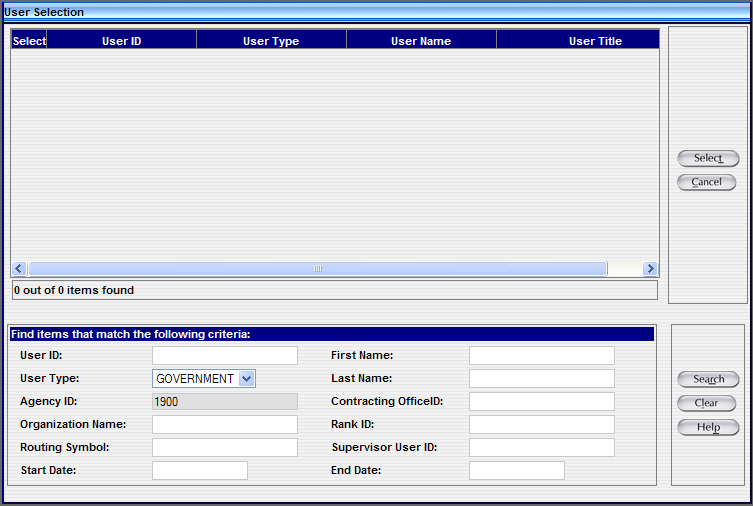 User Selection
Select User ID User Type User Name User Title
Select
Cancel
0 out of 0 items found
Find items that match the following criteria:
User ID: First Name:
User Type: GOVERNMENT Last Name:
Agency ID: 1900 Contracting OfficeID:
Organization Name: Rank ID:
Routing Symbol: Supervisor User ID:
Start Date: End Date:
Search
Clear
Help